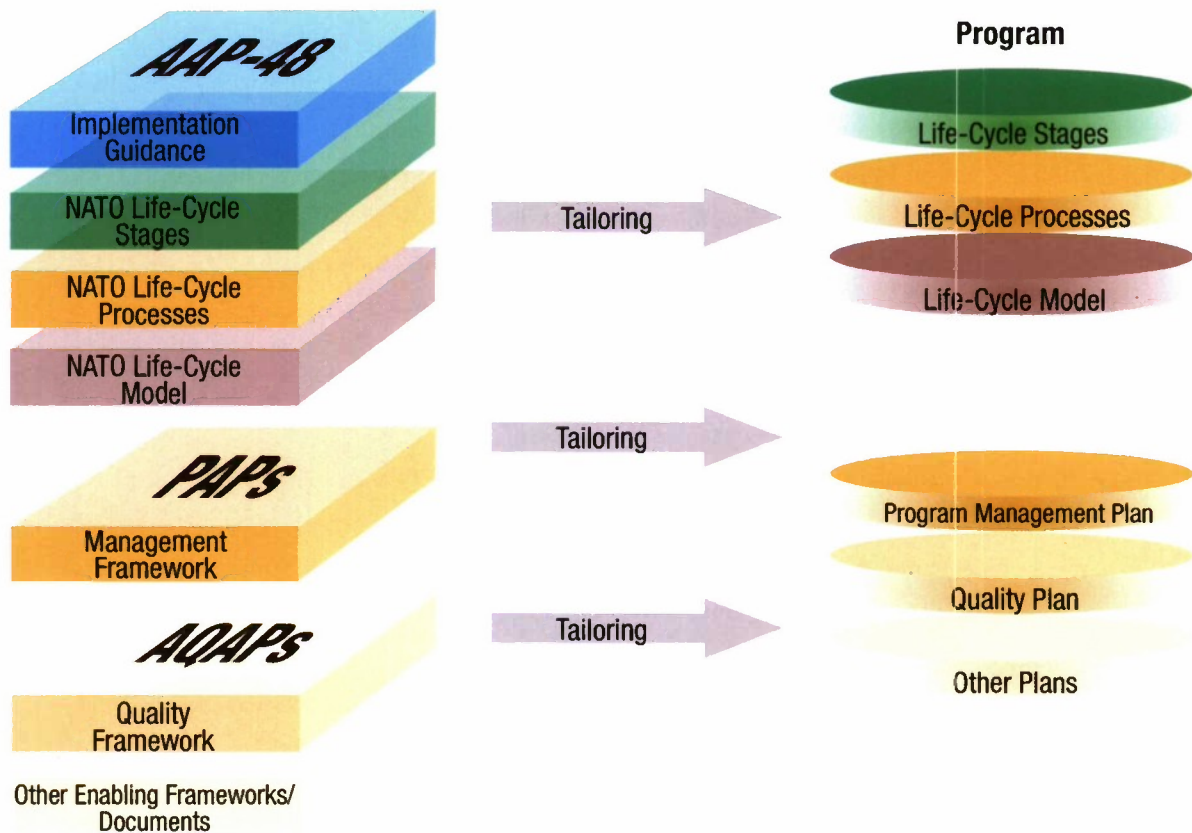 AAP-48
Implementation
Guidance
NATO Life-Cycle
Stages
NATO Life-Cycle
Processes
NATO Life-Cycle
Model
PAPs
Management
Framework
AQAPs
Quality
Framework
Other Enabling Frameworks/
Documents
Tailoring
Tailoring
Tailoring
Program
Life-Cycle Stages
Life-Cycle Processes
Life-Cycle Model
Program Management Plan
Quality Plan
Other Plans